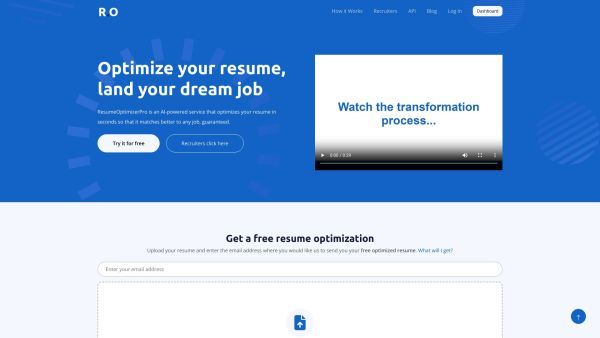 RO
How it Works
Recruiters
API
Blog
Log In
Dashboard
Optimize your resume,
land your dream job
ResumeOptimizerPro is an AI-powered service that optimizes your resume in
seconds so that it matches better to any job, guaranteed.
Try it for free
Recruiters click here
Watch the transformation
process...
0:00 / 0:29
Get a free resume optimization
Upload your resume and enter the email address where you would like us to send you your free optimized resume. What will I get?
Enter your email address